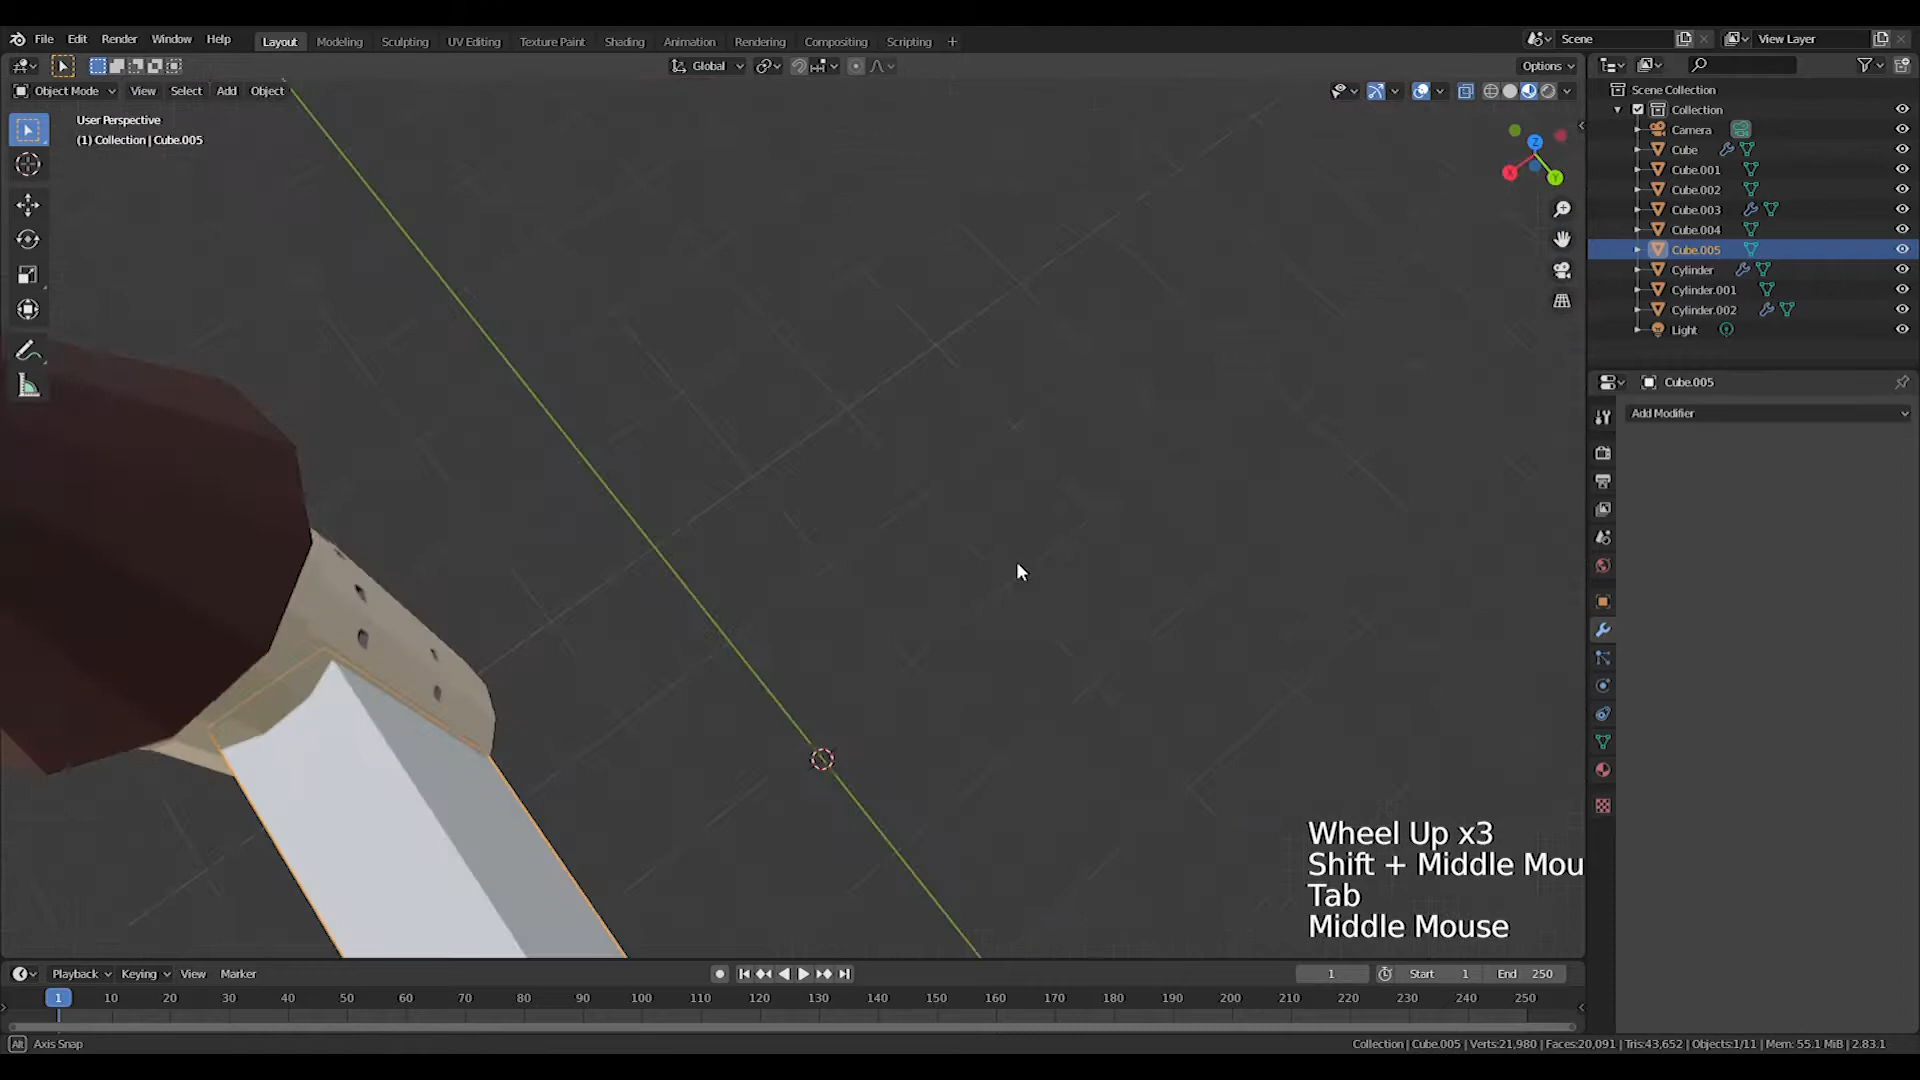 File Edit Render Window Help
Layout Modeling Sculpting UV Editing Texture Paint Shading Animation Rendering Compositing Scripting +
Scene
View Layer
Global
Options
Object Mode View Select Add Object
User Perspective
(1) Collection | Cube.005
Z
X
Y
Scene Collection
Collection
Camera
Cube
Cube.001
Cube.002
Cube.003
Cube.004
Cube.005
Cylinder
Cylinder.001
Cylinder.002
Light
Cube.005
Add Modifier
Wheel Up x3
Shift + Middle Mou
Tab
Middle Mouse
Playback Keying View Marker
1 Start 1 End 250
1 10 20 30 40 50 60 70 80 90 100 110 120 130 140 150 160 170 180 190 200 210 220 230 240 250
Alt Axis Snap
Collection | Cube.005 | Verts:21,980 | Faces:20,091 | Tris:43,652 | Objects:1/11 | Mem: 55.1 MiB | 2.83.1